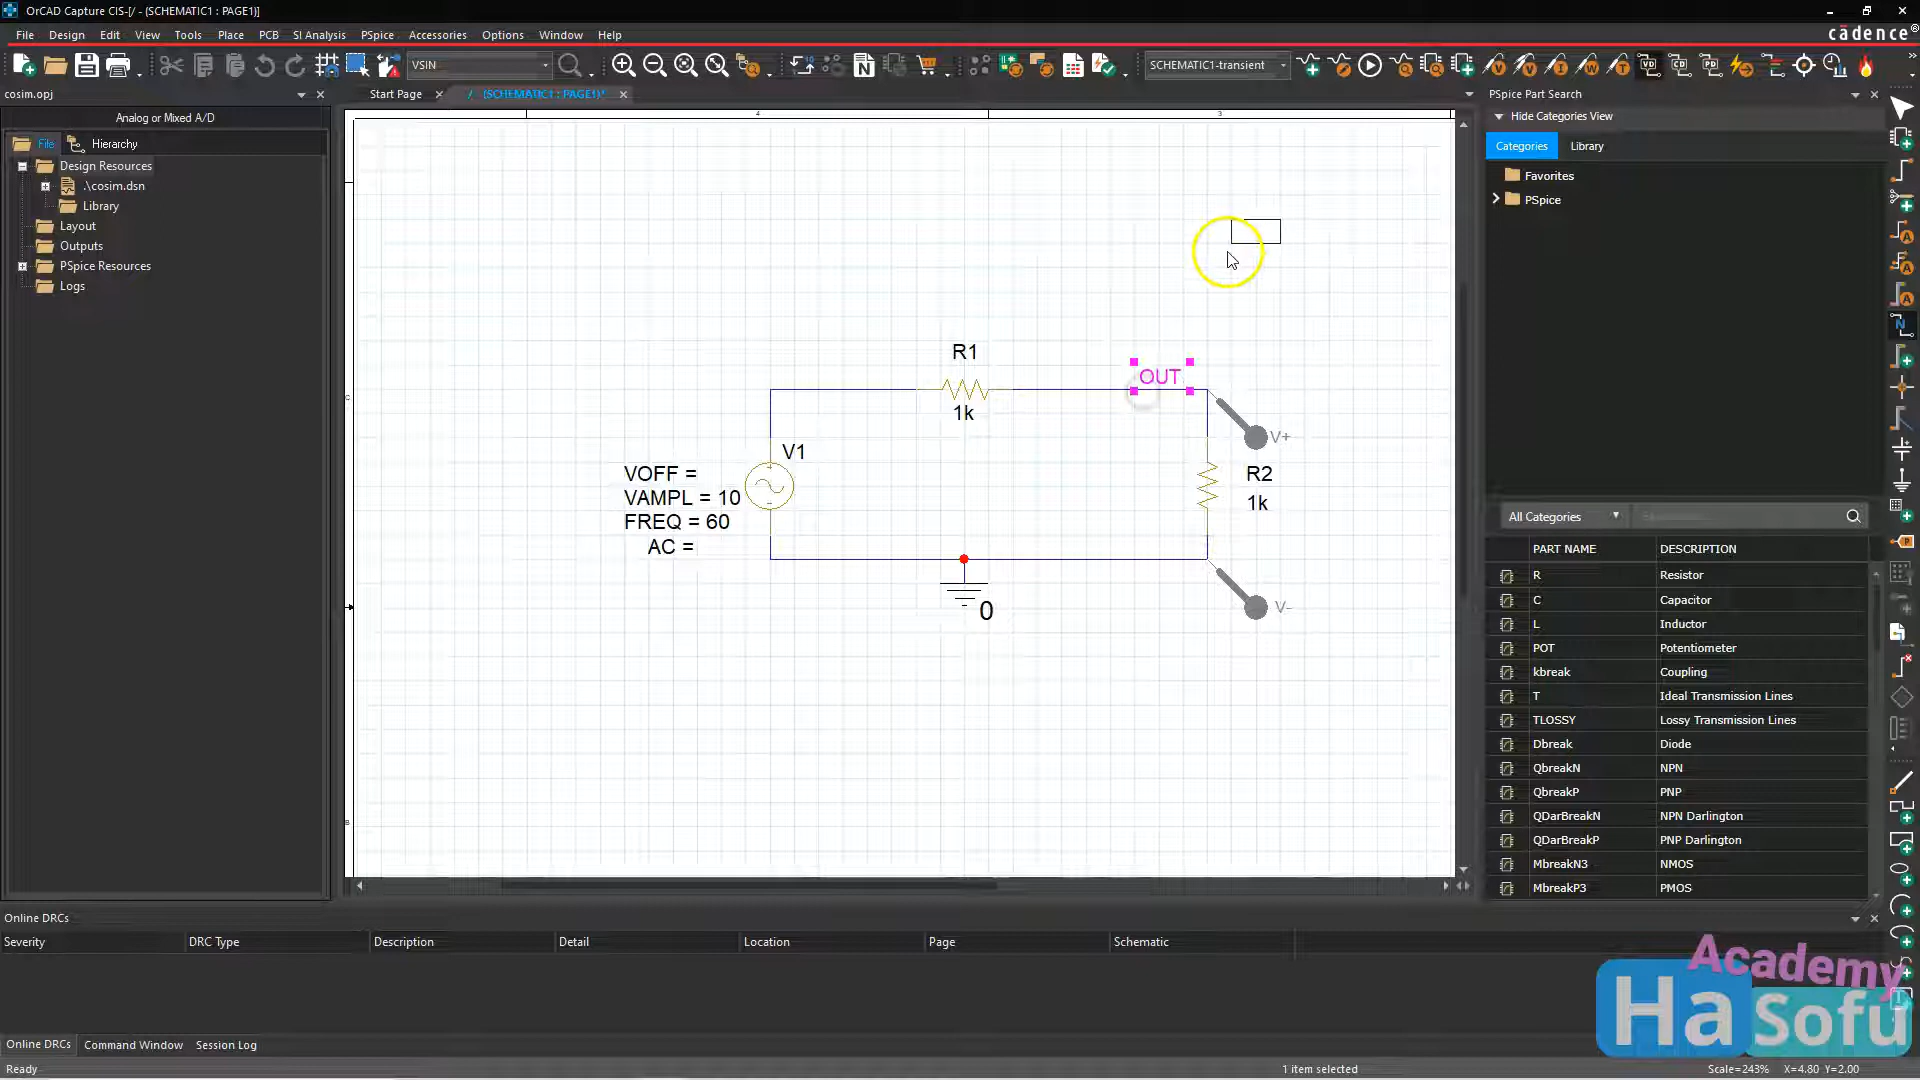 OrCAD Capture CIS-[/ - (SCHEMATIC1 : PAGE1)]
File Design Edit View Tools Place PCB SI Analysis PSpice Accessories Options Window Help
cādence®
VSIN
SCHEMATIC1-transient
cosim.opj
Start Page
/ (SCHEMATIC1 : PAGE1)*
PSpice Part Search
Analog or Mixed A/D
Hide Categories View
File Hierarchy
Categories Library
Design Resources
.\cosim.dsn
Library
Layout
Outputs
PSpice Resources
Logs
Favorites
PSpice
4
3
R1
1k
OUT
V+
V1
VOFF =
VAMPL = 10
FREQ = 60
AC =
R2
1k
0
V-
All Categories
PART NAME DESCRIPTION
R Resistor
C Capacitor
L Inductor
POT Potentiometer
kbreak Coupling
T Ideal Transmission Lines
TLOSSY Lossy Transmission Lines
Dbreak Diode
QbreakN NPN
QbreakP PNP
QDarBreakN NPN Darlington
QDarBreakP PNP Darlington
MbreakN3 NMOS
MbreakP3 PMOS
Online DRCs
Severity DRC Type Description Detail Location Page Schematic
Academy
Ha Sofu
Online DRCs Command Window Session Log
Ready
1 item selected
Scale=243% X=4.80 Y=2.00